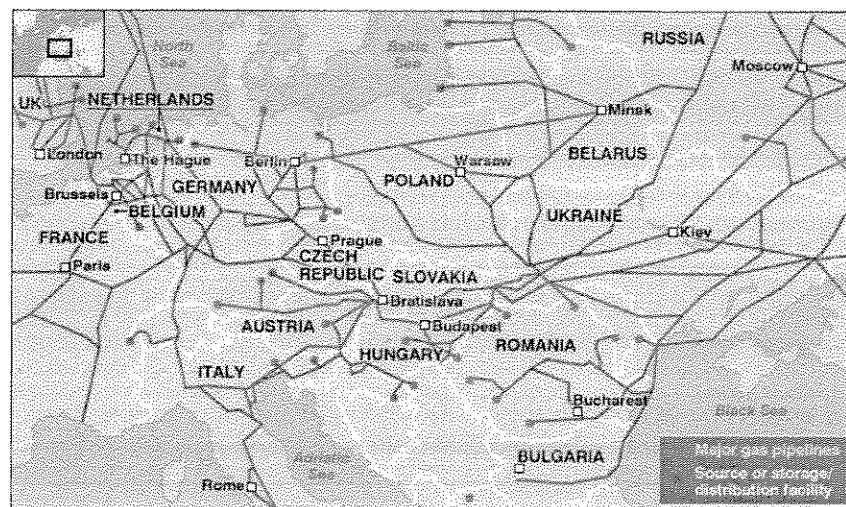 North
Sea
Baltic
Sea
RUSSIA
Moscow
UK
NETHERLANDS
Minsk
London
The Hague
Berlin
Warsaw
BELARUS
GERMANY
POLAND
Brussels
BELGIUM
UKRAINE
FRANCE
Prague
Kiev
CZECH
REPUBLIC
SLOVAKIA
Paris
Bratislava
AUSTRIA
Budapest
HUNGARY
ROMANIA
ITALY
Bucharest
Black Sea
Adriatic
Sea
BULGARIA
Rome
Major gas pipelines
Source or storage/
distribution facility